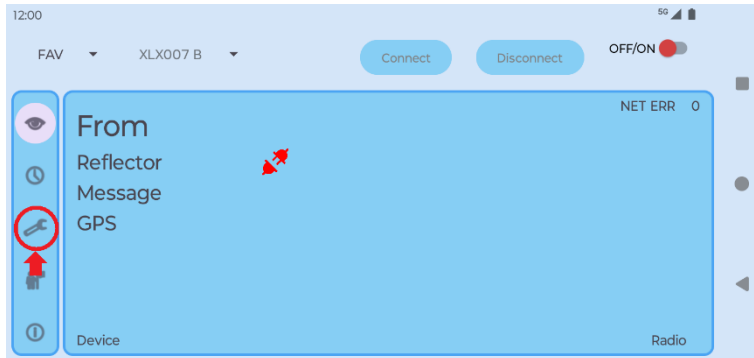 12:00 5G
FAV XLX007 B Connect Disconnect OFF/ON
NET ERR 0
From
Reflector
Message
GPS
Device Radio